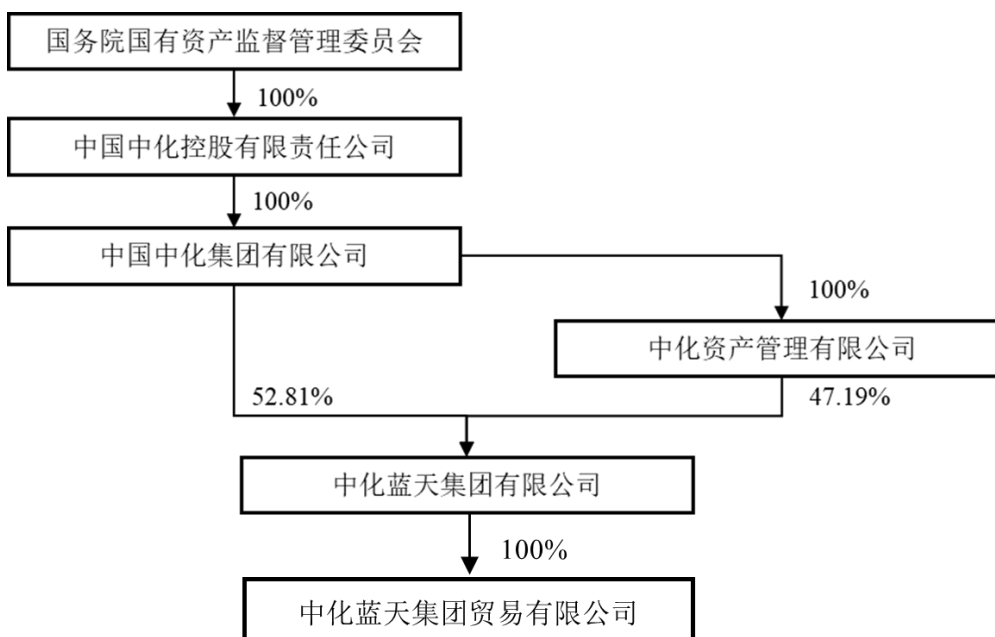 国务院国有资产监督管理委员会
100%
中国中化控股有限责任公司
100%
中国中化集团有限公司
100%
中化资产管理有限公司
52.81%
47.19%
中化蓝天集团有限公司
100%
中化蓝天集团贸易有限公司